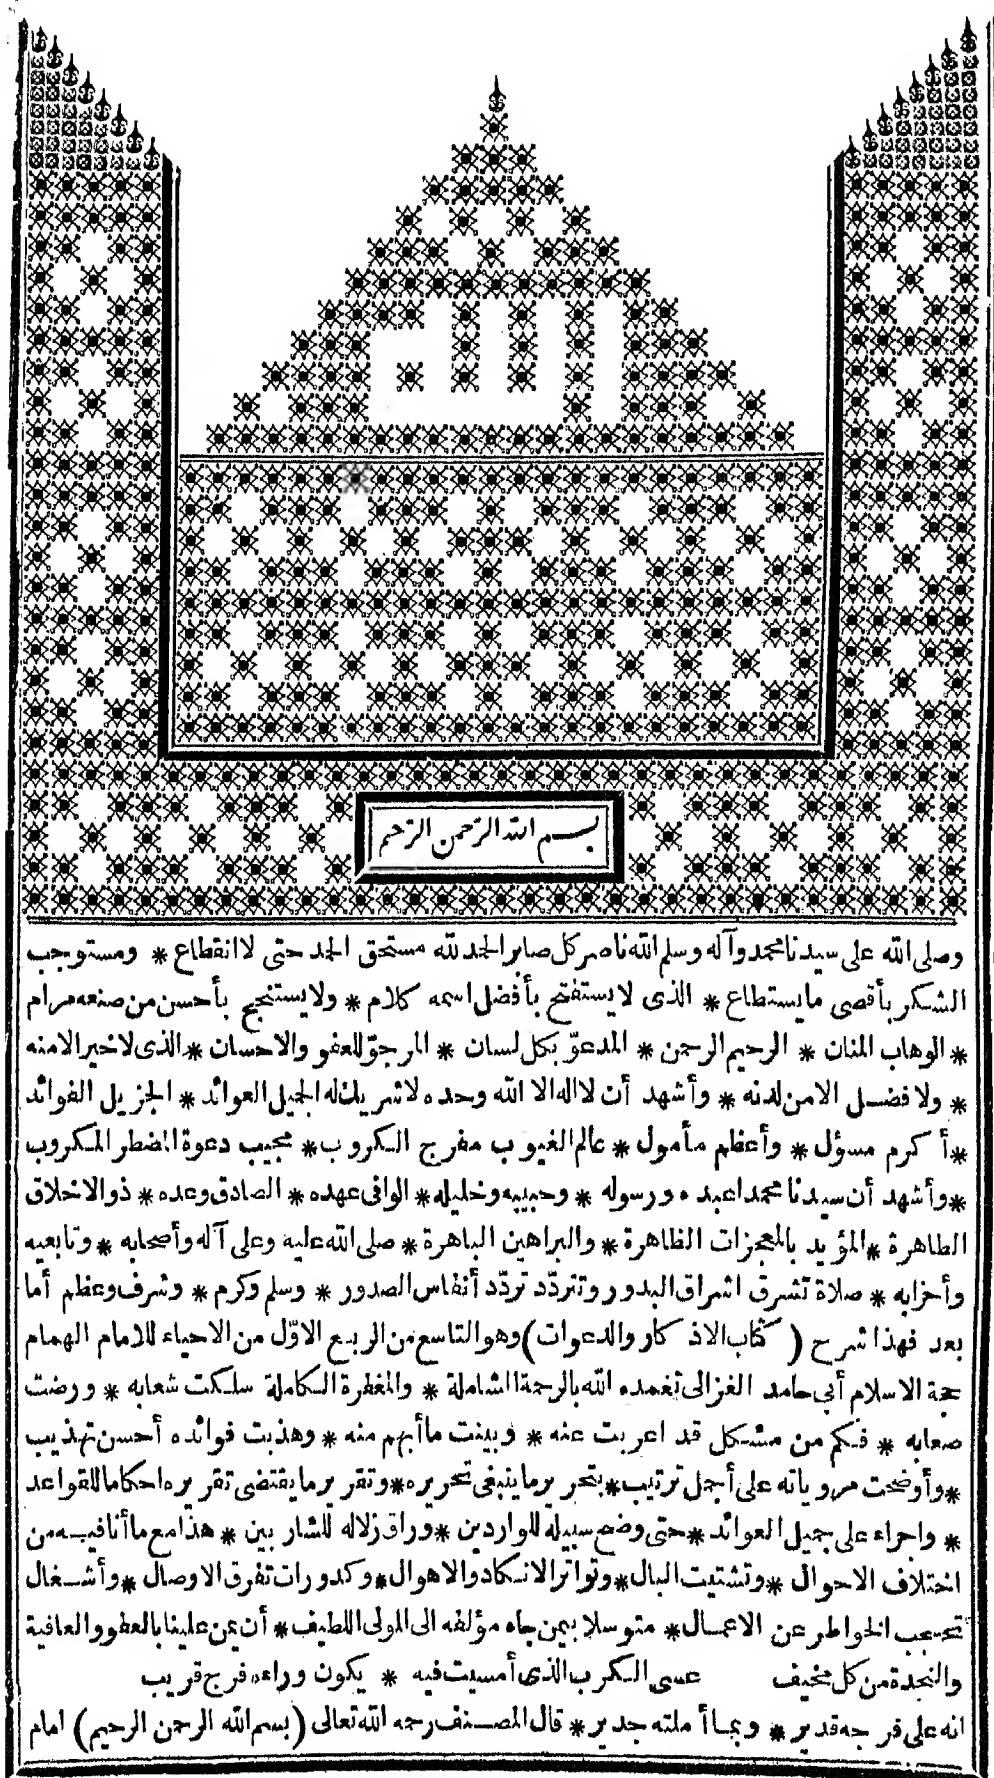 بسم الله الرحمن الرحيم
وصلى الله على سيدنا محمد وآله وسلم الله ناصر كل صابر الحمد لله مستحق الحمد حتى لا انقطاع * ومستوجب
الشكر بأقصى ما يستطاع * الذى لا يستفتح بأفضل اسمه كلام * ولا يستنجح بأحسن من صنعه مرام
* الوهاب المنان * الرحيم الرحمن * المدعوّ بكل لسان * المرجوّ للعفو والاحسان * الذى لا خير الا منه
* ولا فضل الا من لدنه * وأشهد أن لا اله الا الله وحده لا شريك له الجميل العوائد * الجزيل الفوائد
* أكرم مسؤل * وأعظم مأمول * عالم الغيوب مفرج الكروب * مجيب دعوة المضطر المكروب
* وأشهد أن سيدنا محمدا عبده ورسوله * وحبيبه وخليله * الوافى عهده * الصادق وعده * ذو الاخلاق
الطاهرة * المؤيد بالمعجزات الظاهرة * والبراهين الباهرة * صلى الله عليه وعلى آله وأصحابه * وتابعيه
وأحزابه * صلاة تشرق اشراق البدور وتتردّد تردّد أنفاس الصدور * وسلم وكرم * وشرف وعظم أما
بعد فهذا شرح (كتاب الاذكار والدعوات) وهو التاسع من الربع الاوّل من الاحياء للامام الهمام
حجة الاسلام أبى حامد الغزالى تغمده الله بالرحمة الشاملة * والمغفرة الكاملة سلكت شعابه * ورضت
صعابه * فكم من مشكل قد اعربت عنه * وبينت ما أبهم منه * وهذبت فوائده أحسن تهذيب
* وأوضحت مروياته على أجمل ترتيب * بتحرير ما ينبغى تحريره * وتقرير ما يقتضى تقريره احكاما للقواعد
* واجراء على جميل العوائد * حتى وضح سبيله للواردين * وراق زلاله للشاربين * هذا مع ما أنا فيه من
اختلاف الاحوال * وتشتيت البال * وتواتر الانكاد والاهوال * وكدورات تفرق الاوصال * وأشغال
تحجب الخواطر عن الاعمال * متوسلا بيمن جاه مؤلفه الى المولى اللطيف * أن يمن علينا بالعفو والعافية
والنجدة من كل مخيف عسى الكرب الذى أمسيت فيه * يكون وراءه فرج قريب
انه على فرجه قدير * وبما أملته جدير * قال المصنف رحمه الله تعالى (بسم الله الرحمن الرحيم) امام